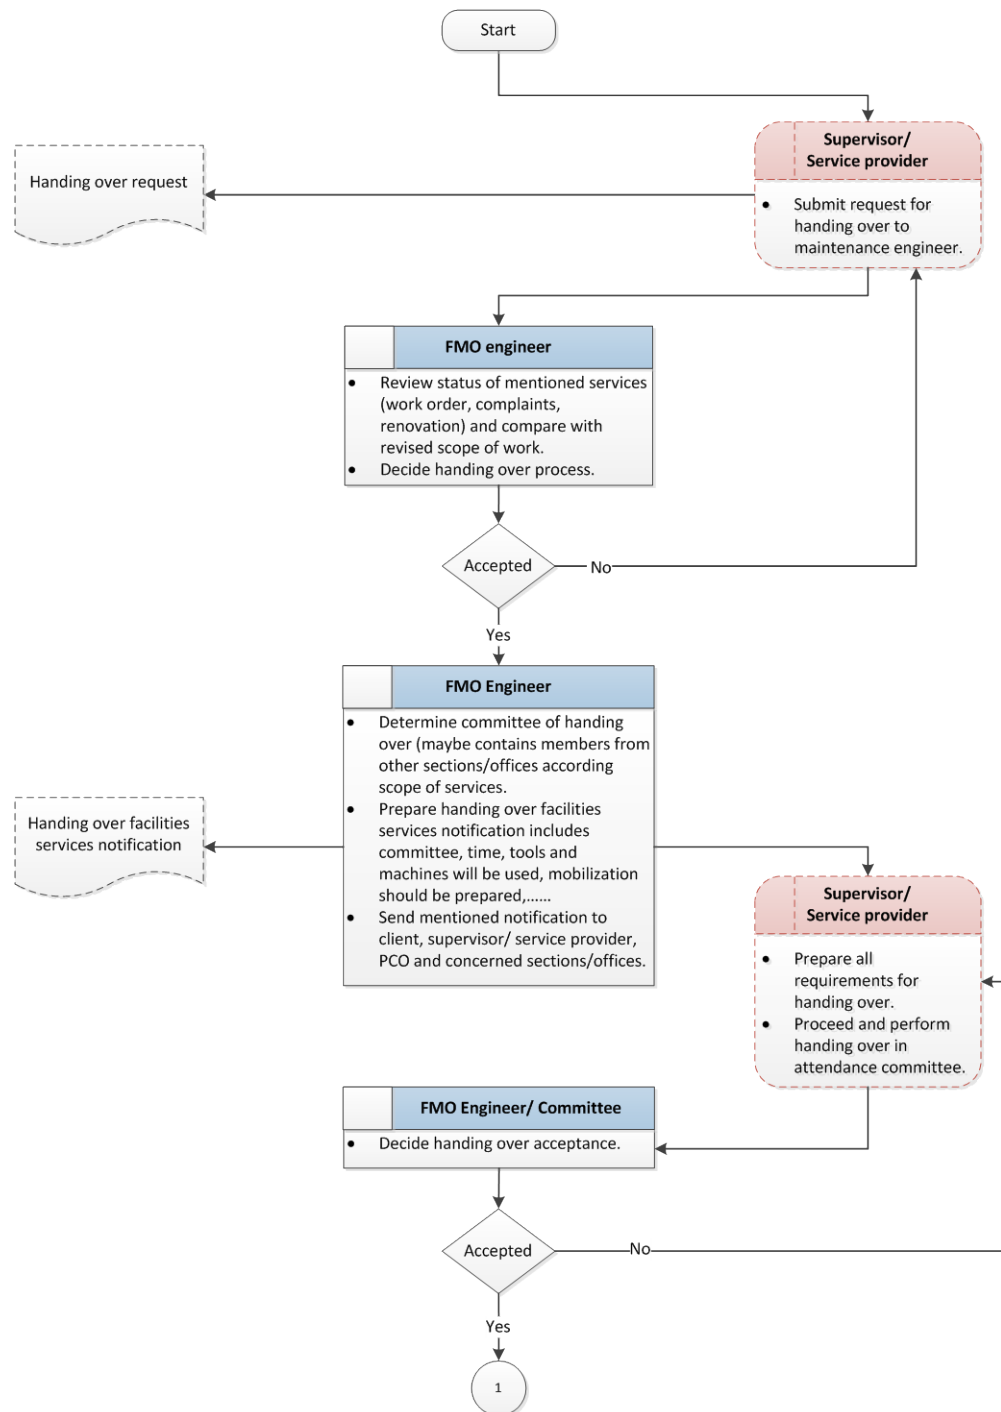 Start
Supervisor/
Service provider
Handing over request
• Submit request for
handing over to
maintenance engineer.
FMO engineer
• Review status of mentioned services
(work order, complaints,
renovation) and compare with
revised scope of work.
• Decide handing over process.
Accepted
No
Yes
FMO Engineer
• Determine committee of handing
over (maybe contains members from
other sections/offices according
scope of services.
• Prepare handing over facilities
services notification includes
committee, time, tools and
machines will be used, mobilization
should be prepared,......
• Send mentioned notification to
client, supervisor/ service provider,
PCO and concerned sections/offices.
Handing over facilities
services notification
Supervisor/
Service provider
• Prepare all
requirements for
handing over.
• Proceed and perform
handing over in
attendance committee.
FMO Engineer/ Committee
• Decide handing over acceptance.
Accepted
No
Yes
1